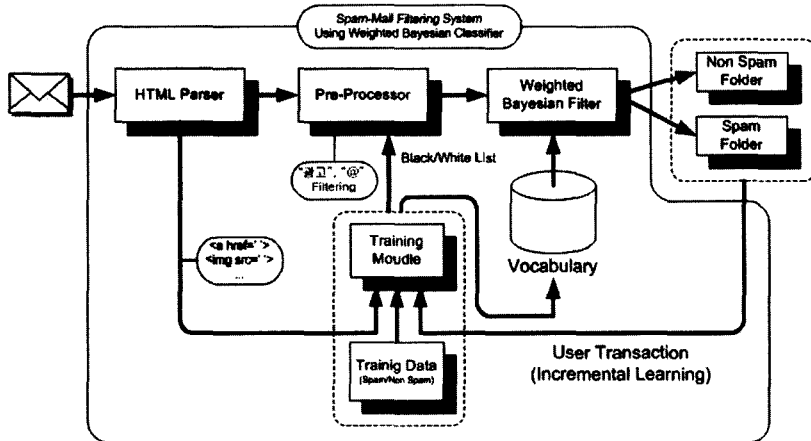 Spam-Mail Filtering System
Using Weighted Bayesian Classifier
HTML Parser
Pre-Processor
Weighted
Bayesian Filter
Non Spam
Folder
Spam
Folder
"광고", "@"
Filtering
Black/White List
<a href=' '>
<img src=' '>
...
Training
Moudle
Vocabulary
Trainig Data
(Spam/Non Spam)
User Transaction
(Incremental Learning)